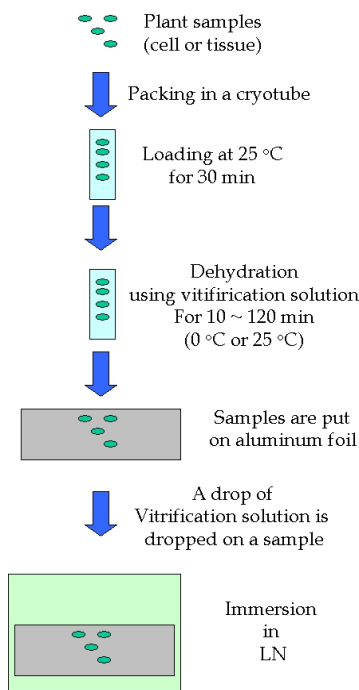 Plant samples
(cell or tissue)
Packing in a cryotube
Loading at 25 °C
for 30 min
Dehydration
using vitifirication solution
For 10 ~ 120 min
(0 °C or 25 °C)
Samples are put
on aluminum foil
A drop of
Vitrification solution is
dropped on a sample
Immersion
in
LN